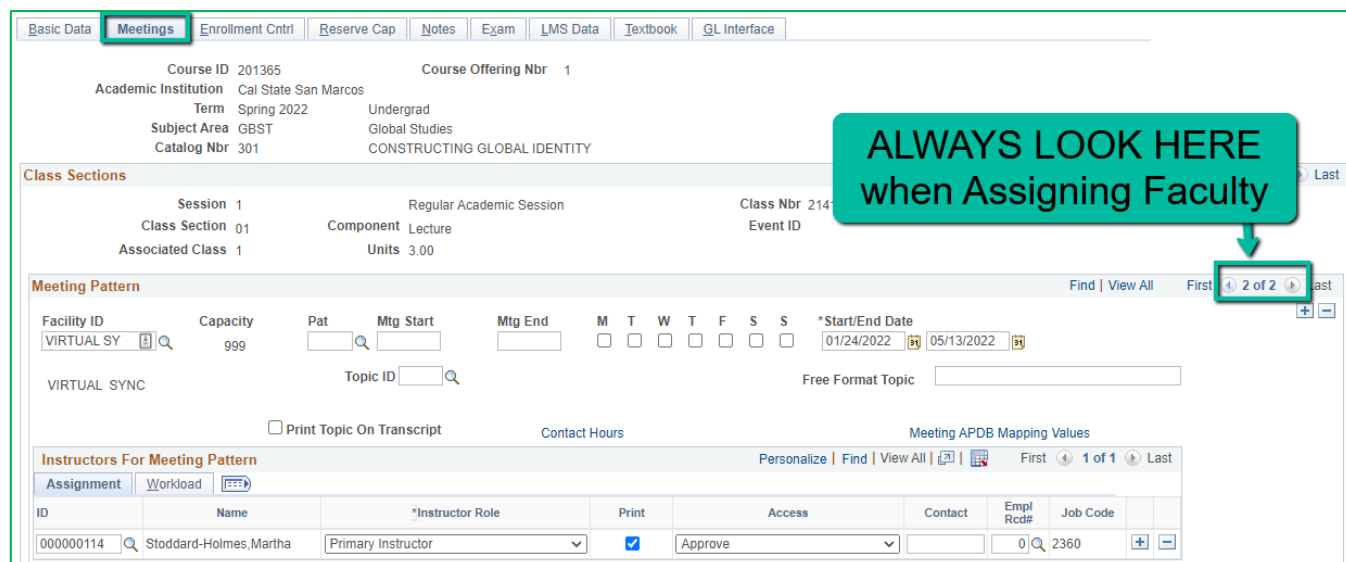 Basic Data Meetings Enrollment Cntrl Reserve Cap Notes Exam LMS Data Textbook GL Interface
Course ID 201365 Course Offering Nbr 1
Academic Institution Cal State San Marcos
Term Spring 2022 Undergrad
Subject Area GBST Global Studies
Catalog Nbr 301 CONSTRUCTING GLOBAL IDENTITY
ALWAYS LOOK HERE
when Assigning Faculty
Class Sections Last
Session 1 Regular Academic Session Class Nbr
Class Section 01 Component Lecture Event ID
Associated Class 1 Units 3.00
Meeting Pattern Find | View All First 2 of 2 Last
Facility ID Capacity Pat Mtg Start Mtg End M T W T F S S *Start/End Date
VIRTUAL SY 999 01/24/2022 05/13/2022
VIRTUAL SYNC Topic ID Free Format Topic
Print Topic On Transcript Contact Hours Meeting APDB Mapping Values
Instructors For Meeting Pattern Personalize | Find | View All | First 1 of 1 Last
Assignment Workload
ID Name *Instructor Role Print Access Contact Empl Rcd# Job Code
000000114 Stoddard-Holmes,Martha Primary Instructor Approve 0 2360